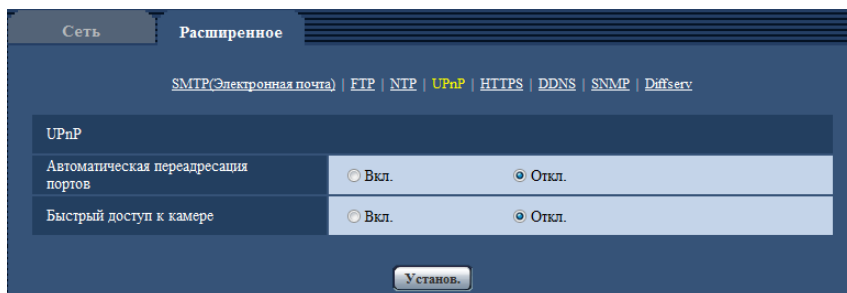 Сеть Расширенное
SMTP(Электронная почта) | FTP | NTP | UPnP | HTTPS | DDNS | SNMP | Diffserv
UPnP
Автоматическая переадресация
портов
Вкл. Откл.
Быстрый доступ к камере Вкл. Откл.
Установ.